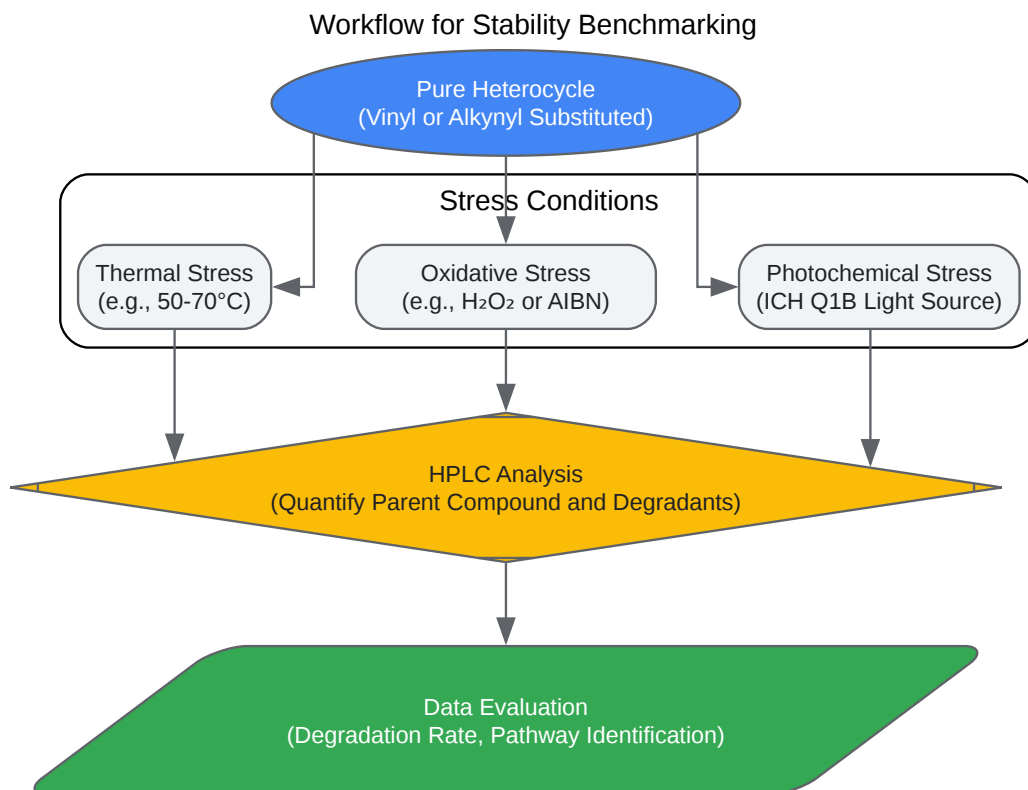 Workflow for Stability Benchmarking
Pure Heterocycle
(Vinyl or Alkynyl Substituted)
Stress Conditions
Thermal Stress
(e.g., 50-70°C)
Oxidative Stress
(e.g., H₂O₂ or AIBN)
Photochemical Stress
(ICH Q1B Light Source)
HPLC Analysis
(Quantify Parent Compound and Degradants)
Data Evaluation
(Degradation Rate, Pathway Identification)